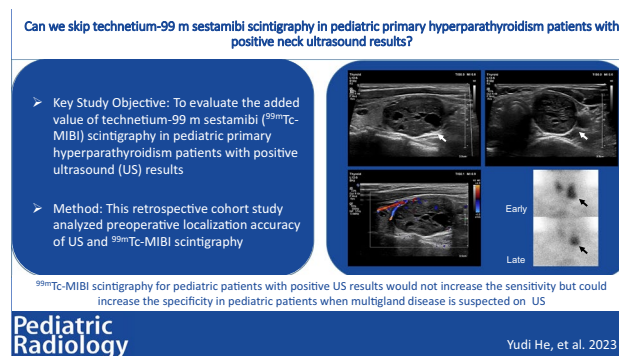 Can we skip technetium-99 m sestamibi scintigraphy in pediatric primary hyperparathyroidism patients with
positive neck ultrasound results?
➢ Key Study Objective: To evaluate the added
value of technetium-99 m sestamibi (99mTc-
MIBI) scintigraphy in pediatric primary
hyperparathyroidism patients with positive
ultrasound (US) results
➢ Method: This retrospective cohort study
analyzed preoperative localization accuracy
of US and 99mTc-MIBI scintigraphy
Early
Late
99mTc-MIBI scintigraphy for pediatric patients with positive US results would not increase the sensitivity but could
increase the specificity in pediatric patients when multigland disease is suspected on US
Pediatric
Radiology
Yudi He, et al. 2023